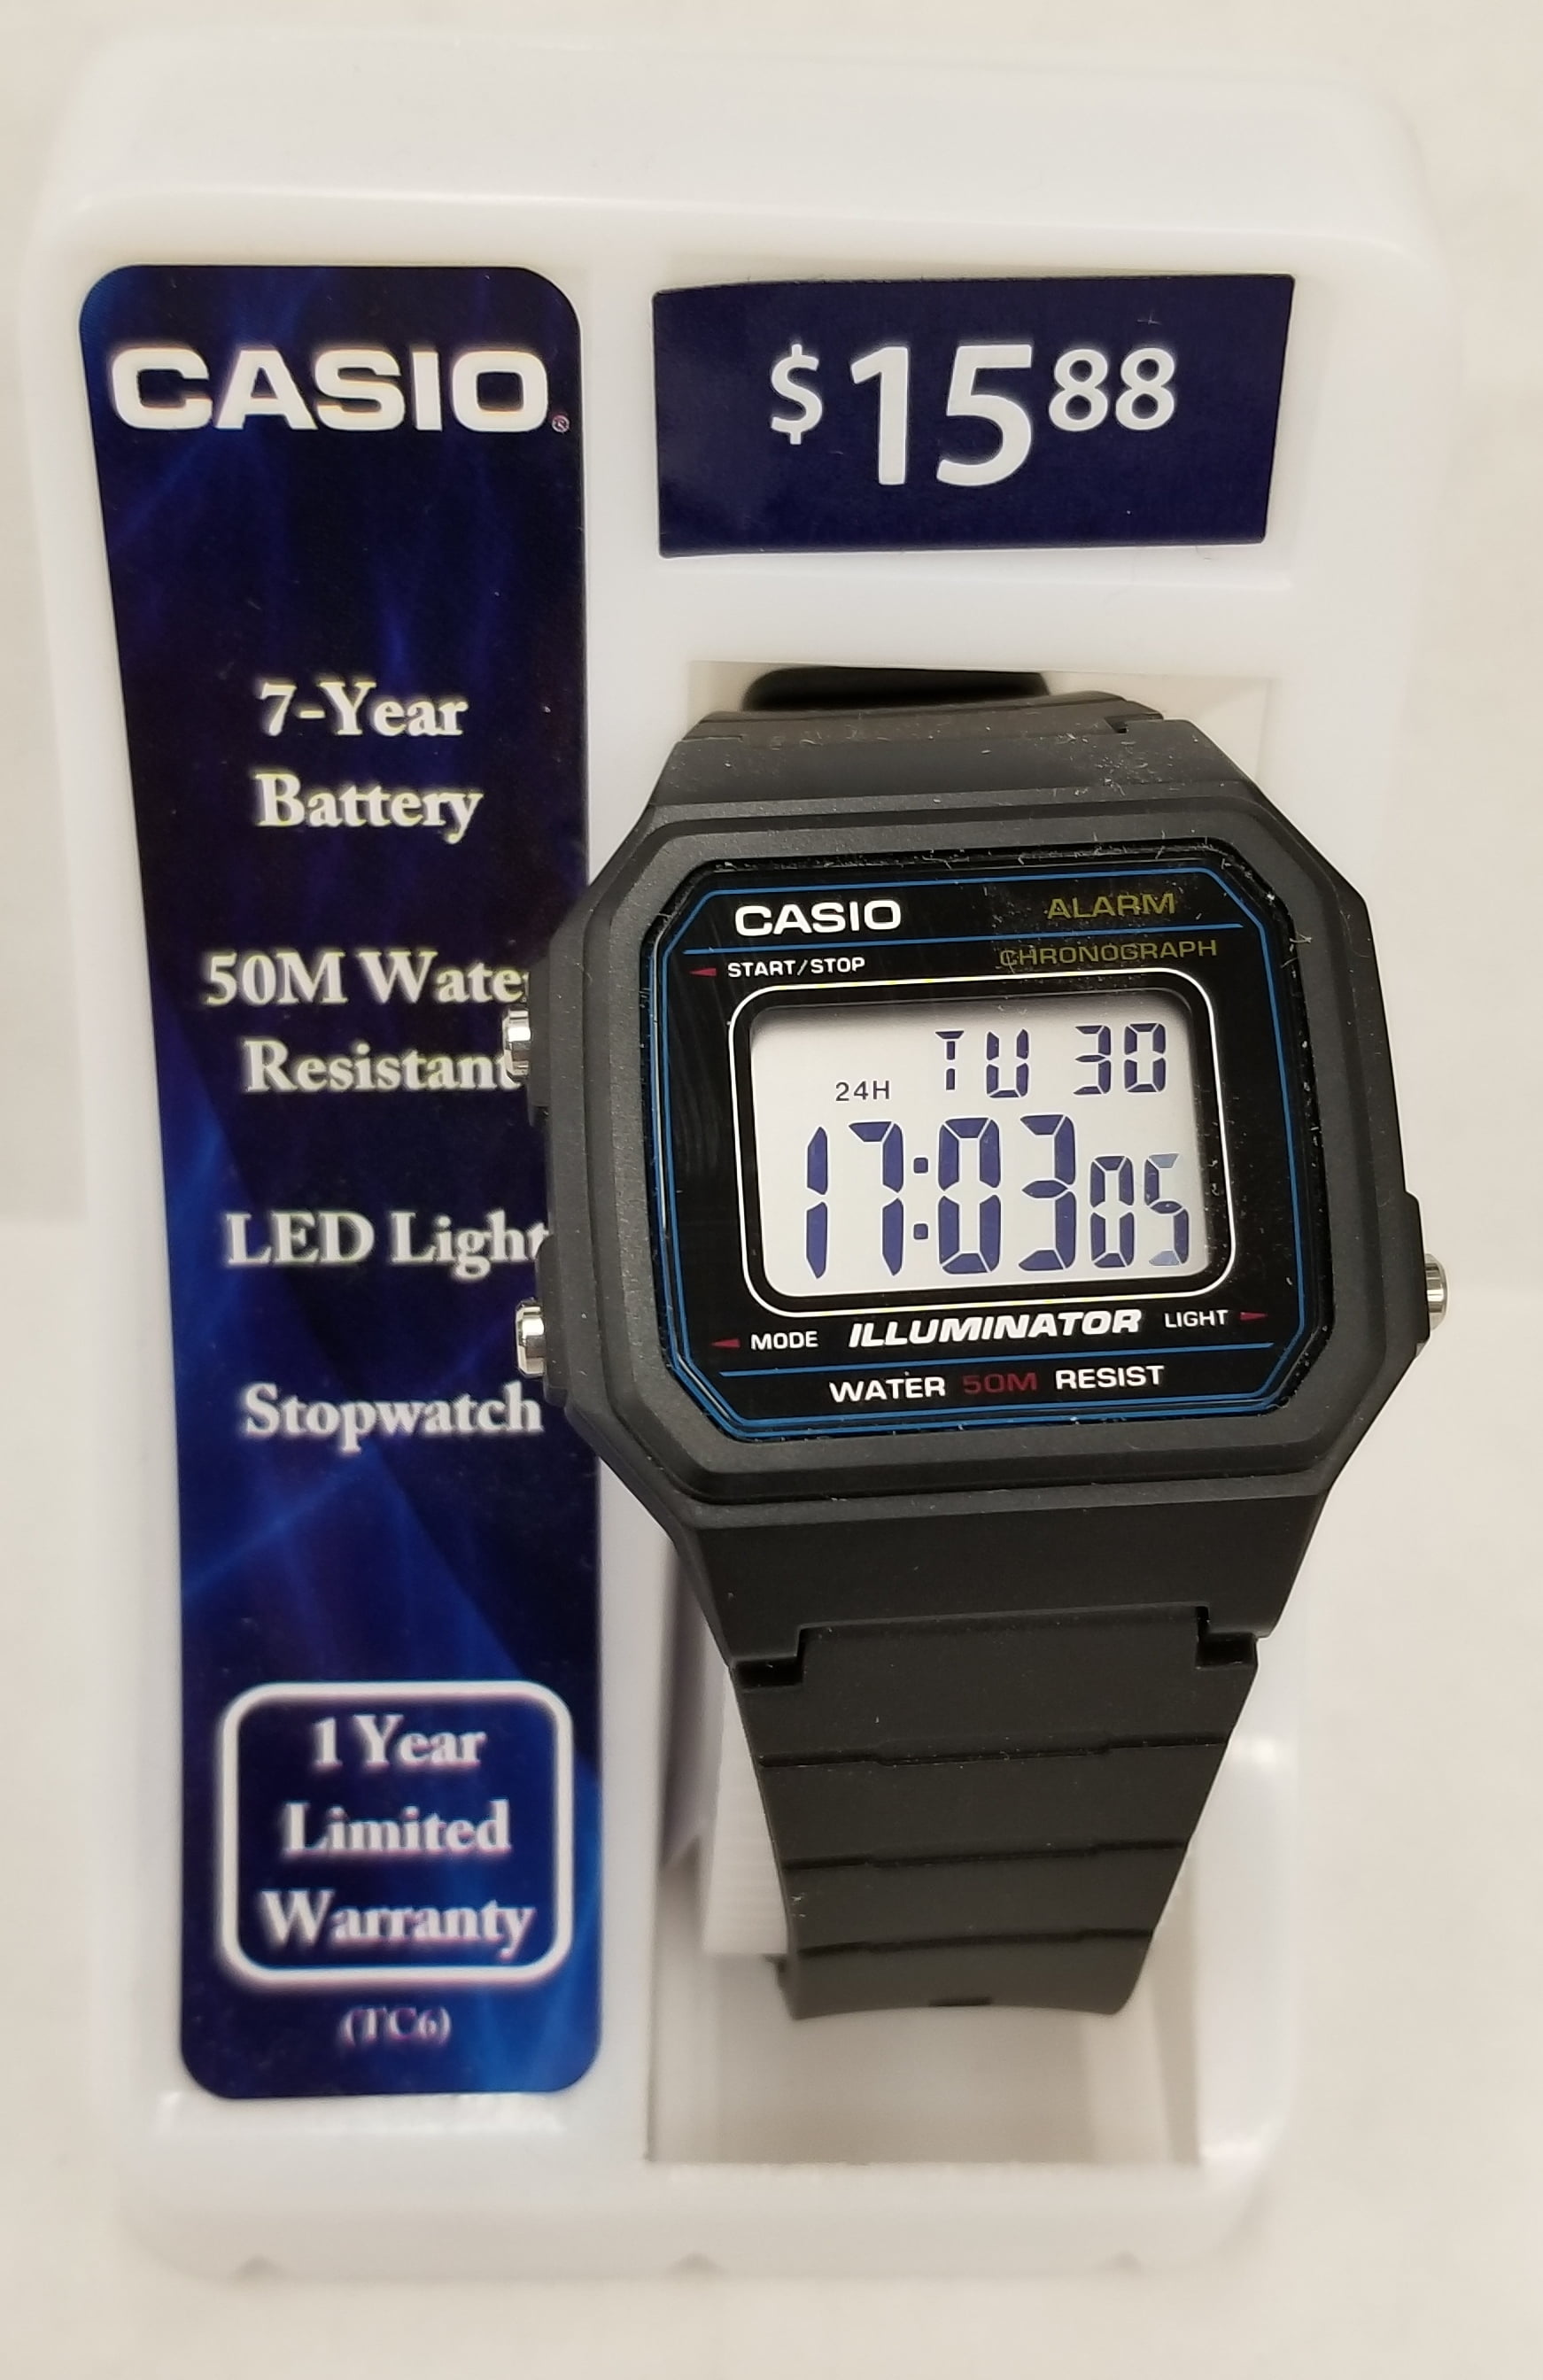 CASIO®
$1588
7-Year
Battery
50M Water
Resistant
LED Light
Stopwatch
1 Year
Limited
Warranty
(TC6)
CASIO ALARM
CHRONOGRAPH
START/STOP
TU 30
24H
17:03 05
MODE ILLUMINATOR LIGHT
WATER 50M RESIST